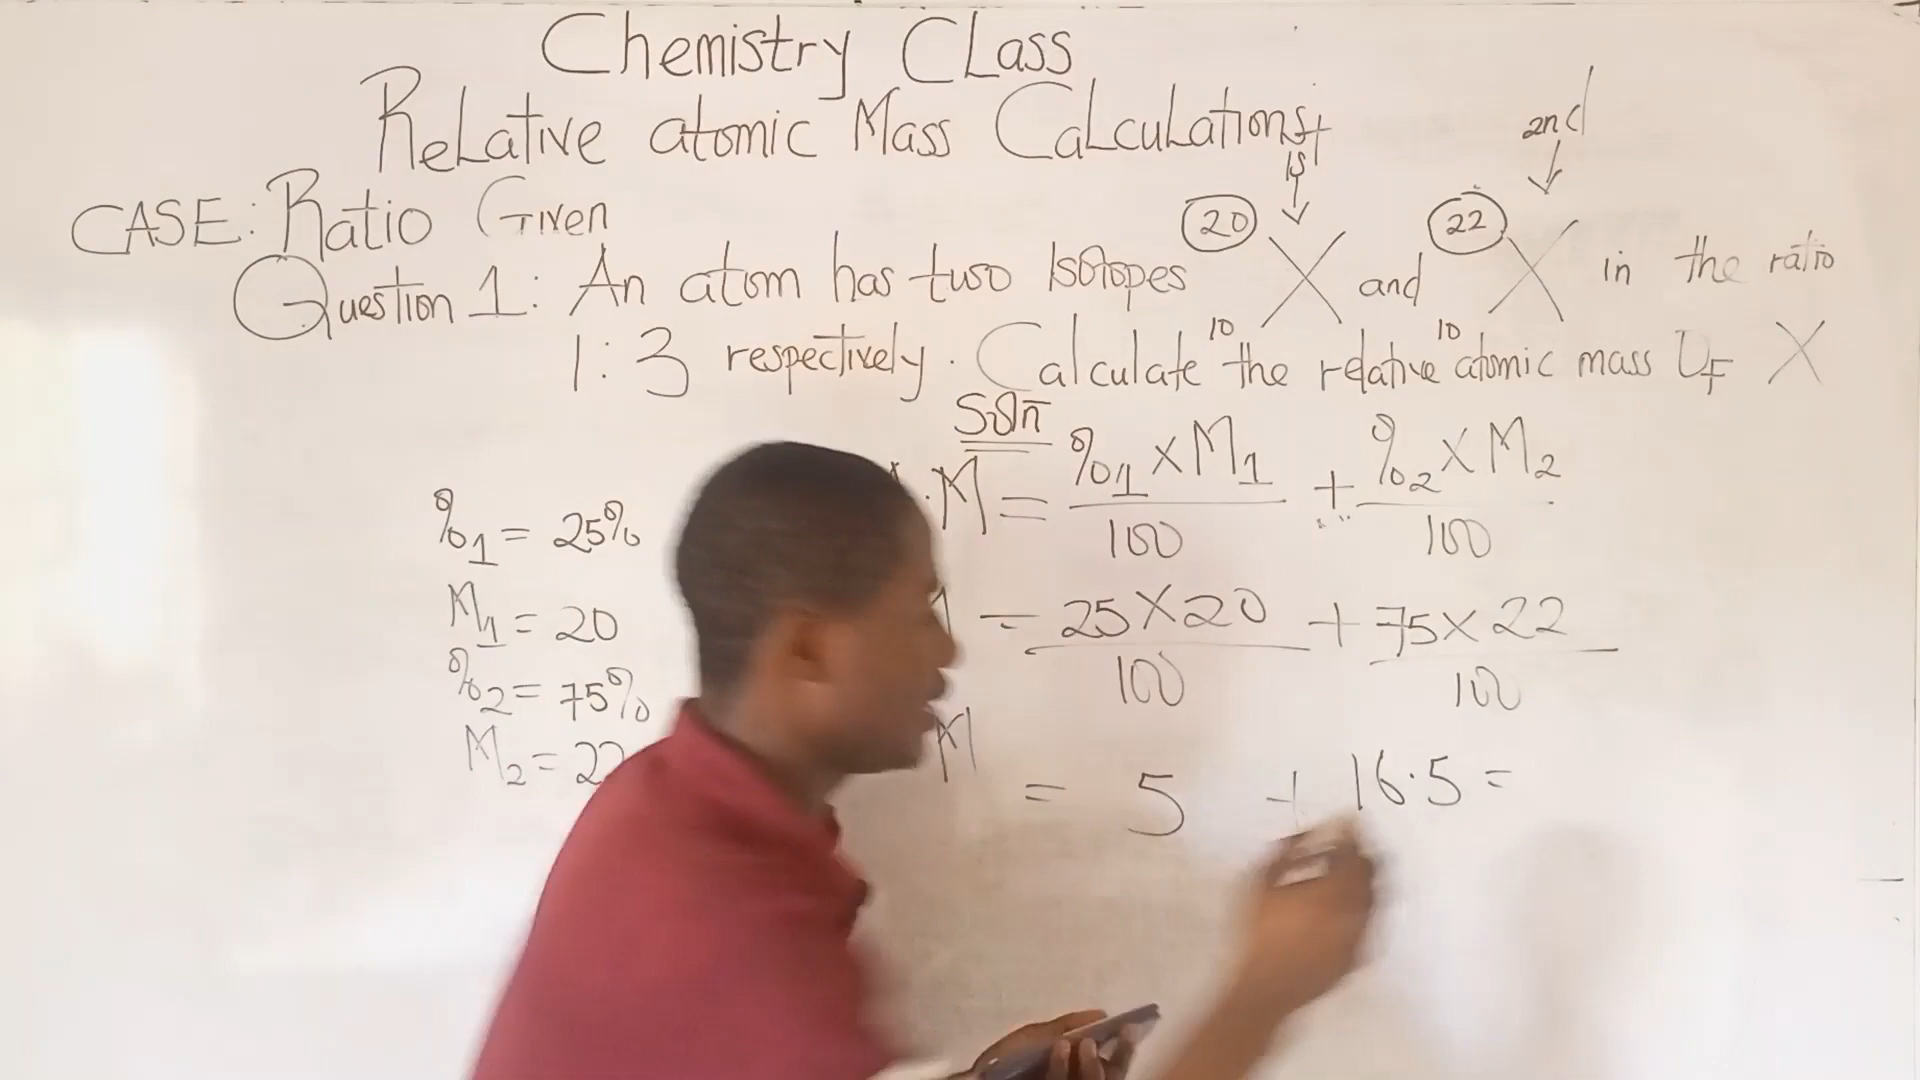 Chemistry Class
Relative atomic Mass Calculations
CASE: Ratio Given
1st
2nd
Question 1: An atom has two Isotopes 20 10 X and 22 10 X in the ratio
1:3 respectively. Calculate the relative atomic mass OF X
Soln
%1 = 25%
M1 = 20
%2 = 75%
M2 = 22
M = %1 × M1 / 100 + %2 × M2 / 100
= 25 × 20 / 100 + 75 × 22 / 100
M = 5 + 16.5 =